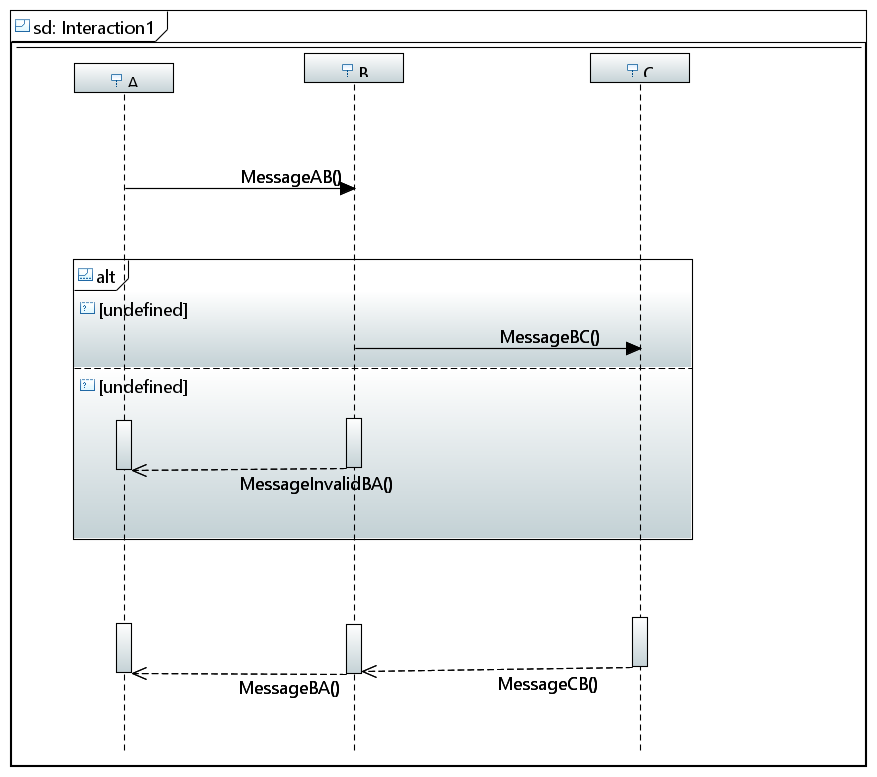 sd: Interaction1
A
B
C
MessageAB()
alt
[undefined]
MessageBC()
[undefined]
MessageInvalidBA()
MessageBA()
MessageCB()